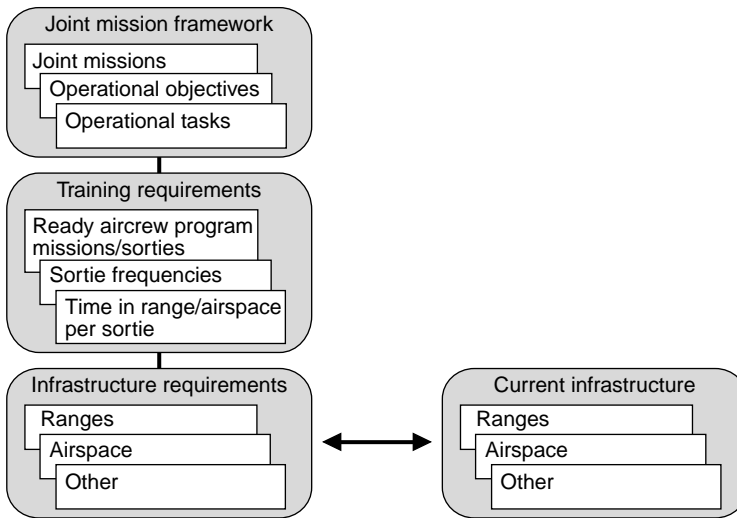 Joint mission framework
Joint missions
Operational objectives
Operational tasks
Training requirements
Ready aircrew program
missions/sorties
Sortie frequencies
Time in range/airspace
per sortie
Infrastructure requirements
Ranges
Airspace
Other
Current infrastructure
Ranges
Airspace
Other